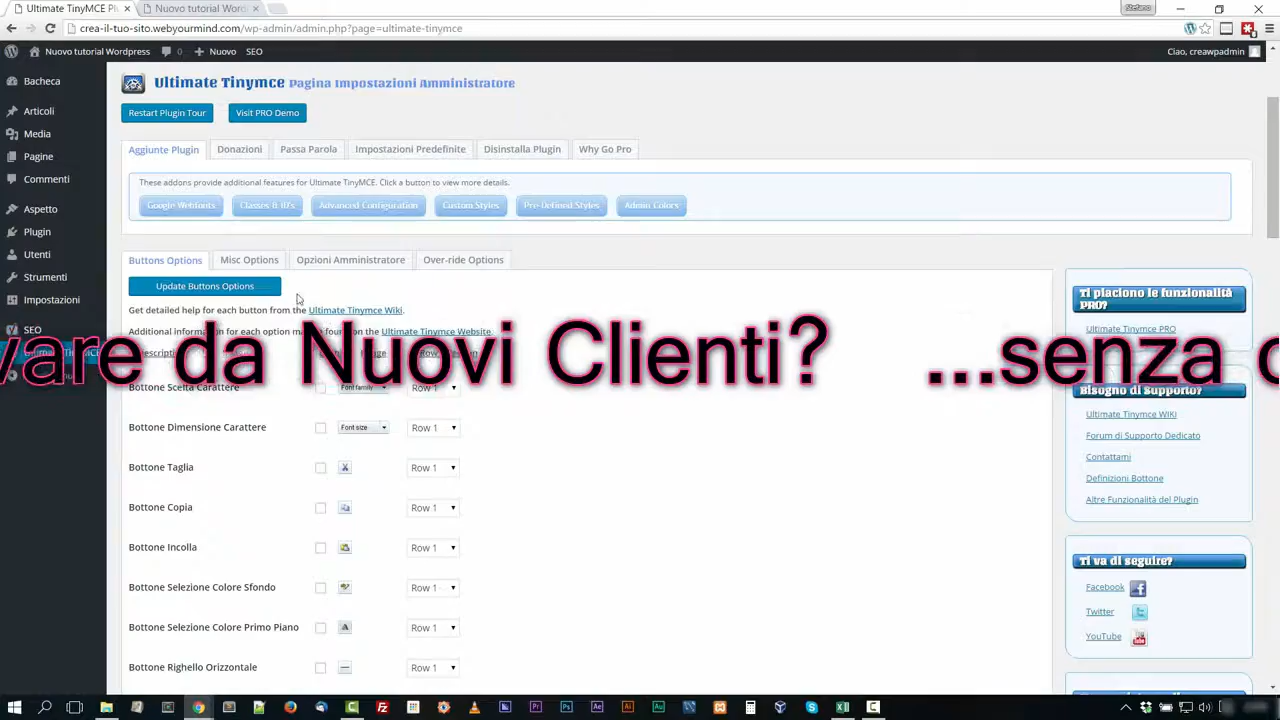 Ultimate TinyMCE Pl
Nuovo tutorial Word
Stefano
crea-il-tuo-sito.webyourmind.com/wp-admin/admin.php?page=ultimate-tinymce
Nuovo tutorial Wordpress
0
Nuovo
SEO
Ciao, creawpadmin
Bacheca
Articoli
Media
Pagine
Commenti
Aspetto
Plugin
Utenti
Strumenti
Impostazioni
SEO
Ultimate Tinymce Pagina Impostazioni Amministratore
Restart Plugin Tour
Visit PRO Demo
Aggiunte Plugin
Donazioni
Passa Parola
Impostazioni Predefinite
Disinstalla Plugin
Why Go Pro
These addons provide additional features for Ultimate TinyMCE. Click a button to view more details.
Google Webfonts
Classes & ID's
Advanced Configuration
Custom Styles
Pre-Defined Styles
Admin Colors
Buttons Options
Misc Options
Opzioni Amministratore
Over-ride Options
Update Buttons Options
Get detailed help for each button from the Ultimate Tinymce Wiki.
Additional information for each option may be found on the Ultimate Tinymce Website.
vare da Nuovi Clienti? ...senza
Bottone Scelta Carattere
Font family
Row 1
Bottone Dimensione Carattere
Font size
Row 1
Bottone Taglia
Row 1
Bottone Copia
Row 1
Bottone Incolla
Row 1
Bottone Selezione Colore Sfondo
Row 1
Bottone Selezione Colore Primo Piano
Row 1
Bottone Righello Orizzontale
Row 1
Ti piacciono le funzionalità PRO?
Ultimate Tinymce PRO
Bisogno di Supporto?
Ultimate Tinymce WIKI
Forum di Supporto Dedicato
Contattami
Definizioni Bottone
Altre Funzionalità del Plugin
Ti va di seguire?
Facebook
Twitter
YouTube